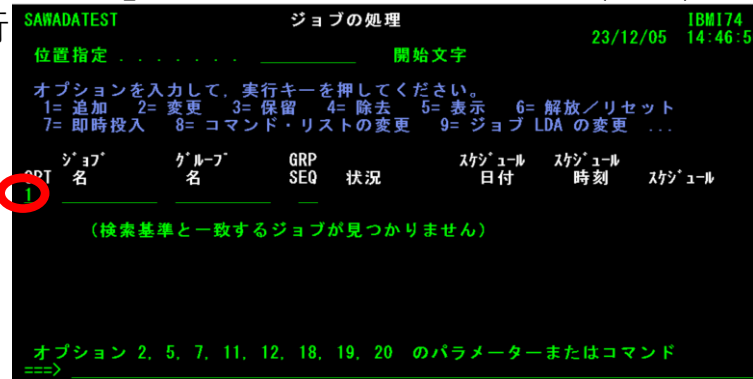 行
SAWADATEST ジョブの処理 IBMI74
23/12/05 14:46:5
位置指定 . . . . . . . 開始文字
オプションを入力して,実行キーを押してください。
1= 追加 2= 変更 3= 保留 4= 除去 5= 表示 6= 解放/リセット
7= 即時投入 8= コマンド・リストの変更 9= ジョブ LDA の変更 ...
ジョブ グループ GRP スケジュール スケジュール
OPT 名 名 SEQ 状況 日付 時刻 スケジュール
1
(検索基準と一致するジョブが見つかりません)
オプション 2, 5, 7, 11, 12, 18, 19, 20 のパラメーターまたはコマンド
===>